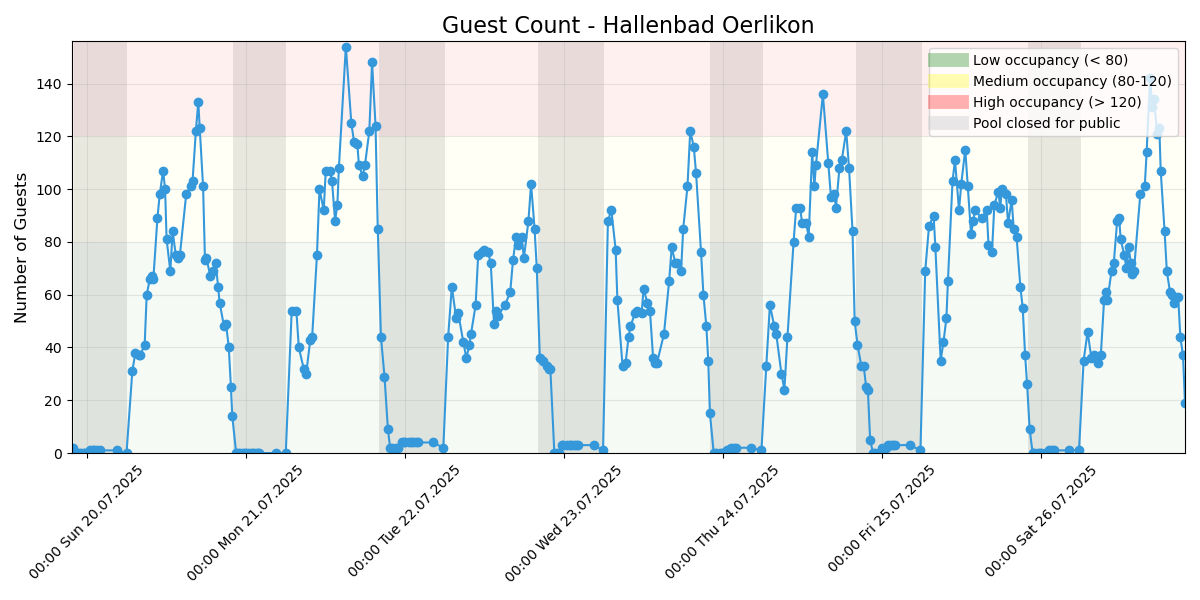 Guest Count - Hallenbad Oerlikon
Number of Guests
140
120
100
80
60
40
20
0
Low occupancy (< 80)
Medium occupancy (80-120)
High occupancy (> 120)
Pool closed for public
00:00 Sun 20.07.2025
00:00 Mon 21.07.2025
00:00 Tue 22.07.2025
00:00 Wed 23.07.2025
00:00 Thu 24.07.2025
00:00 Fri 25.07.2025
00:00 Sat 26.07.2025